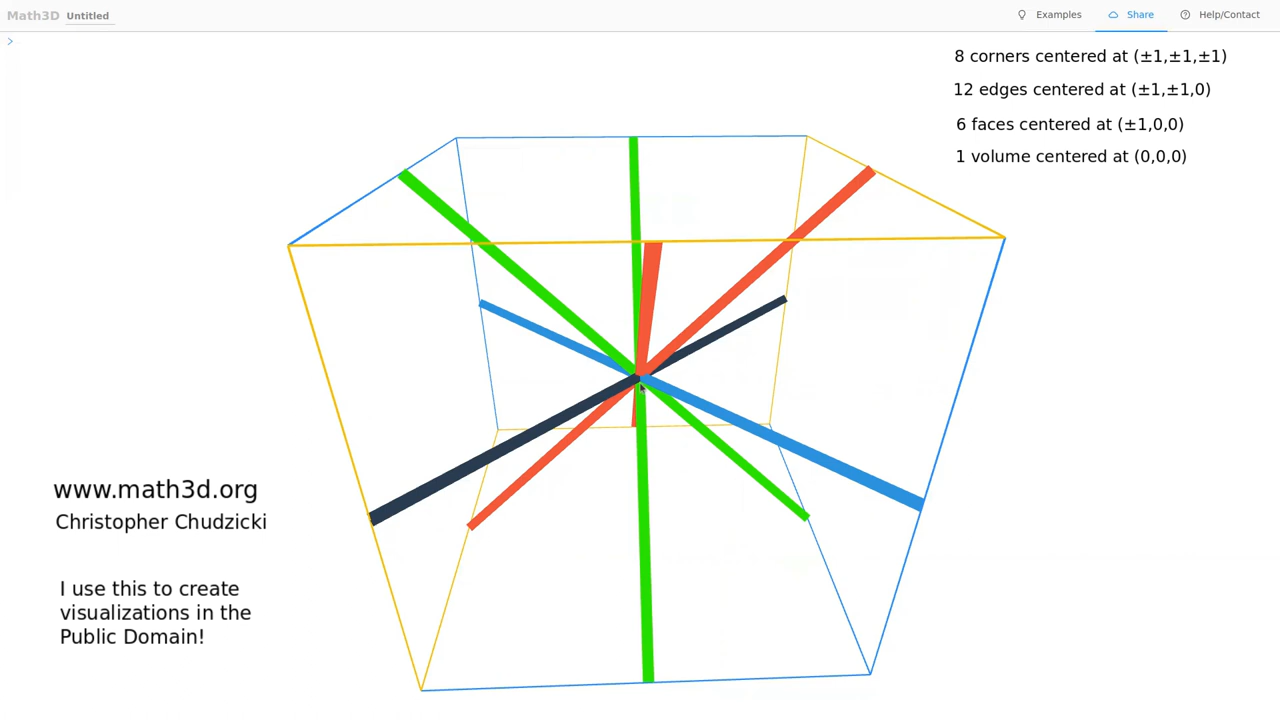 Math3D Untitled Examples Share Help/Contact
8 corners centered at (±1,±1,±1)
12 edges centered at (±1,±1,0)
6 faces centered at (±1,0,0)
1 volume centered at (0,0,0)
www.math3d.org
Christopher Chudzicki
I use this to create
visualizations in the
Public Domain!